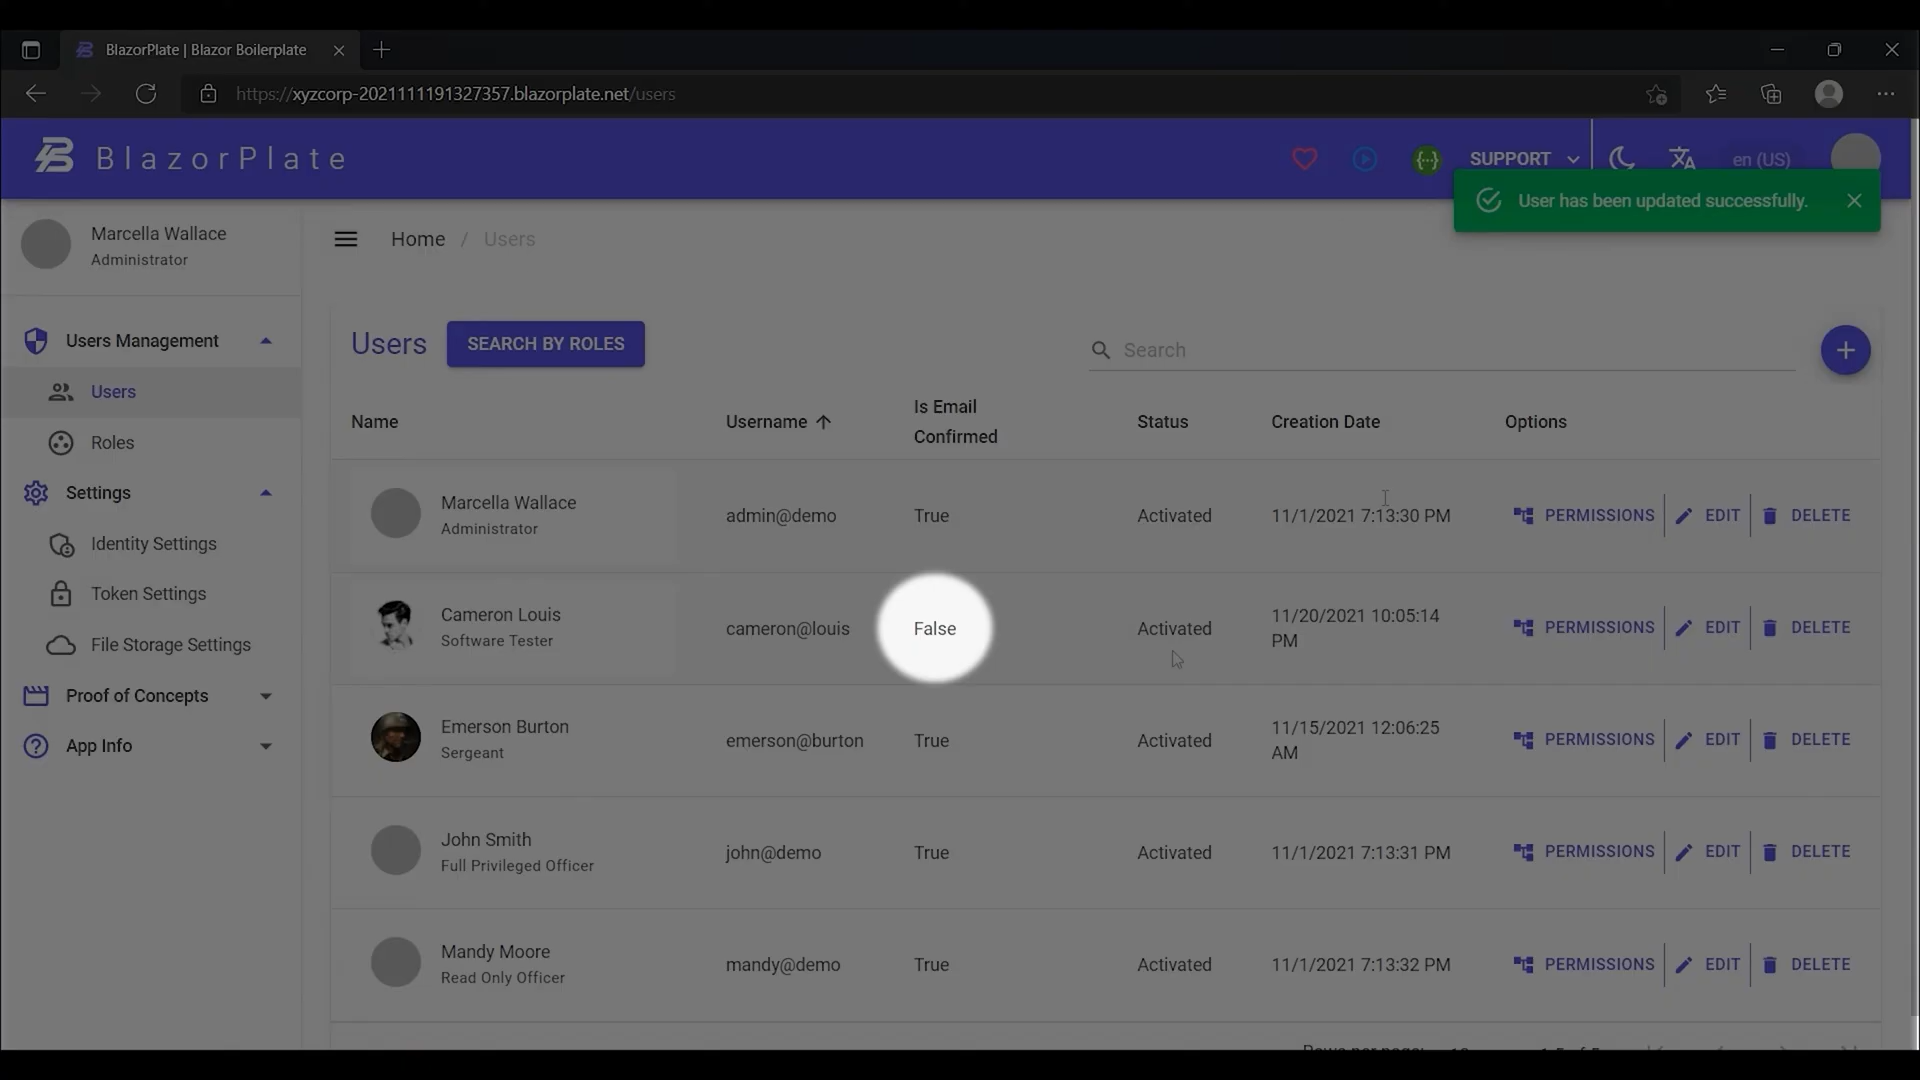 BlazorPlate | Blazor Boilerplate
https://xyzcorp-2021111191327357.blazorplate.net/users
BlazorPlate
SUPPORT
en (US)
User has been updated successfully.
Marcella Wallace
Administrator
Home / Users
Users Management
Users
Roles
Settings
Identity Settings
Token Settings
File Storage Settings
Proof of Concepts
App Info
Users
SEARCH BY ROLES
Search
Name Username Is Email Confirmed Status Creation Date Options
Marcella Wallace
Administrator
admin@demo True Activated 11/1/2021 7:13:30 PM PERMISSIONS EDIT DELETE
Cameron Louis
Software Tester
cameron@louis False Activated 11/20/2021 10:05:14 PM PERMISSIONS EDIT DELETE
Emerson Burton
Sergeant
emerson@burton True Activated 11/15/2021 12:06:25 AM PERMISSIONS EDIT DELETE
John Smith
Full Privileged Officer
john@demo True Activated 11/1/2021 7:13:31 PM PERMISSIONS EDIT DELETE
Mandy Moore
Read Only Officer
mandy@demo True Activated 11/1/2021 7:13:32 PM PERMISSIONS EDIT DELETE
Rows per page: